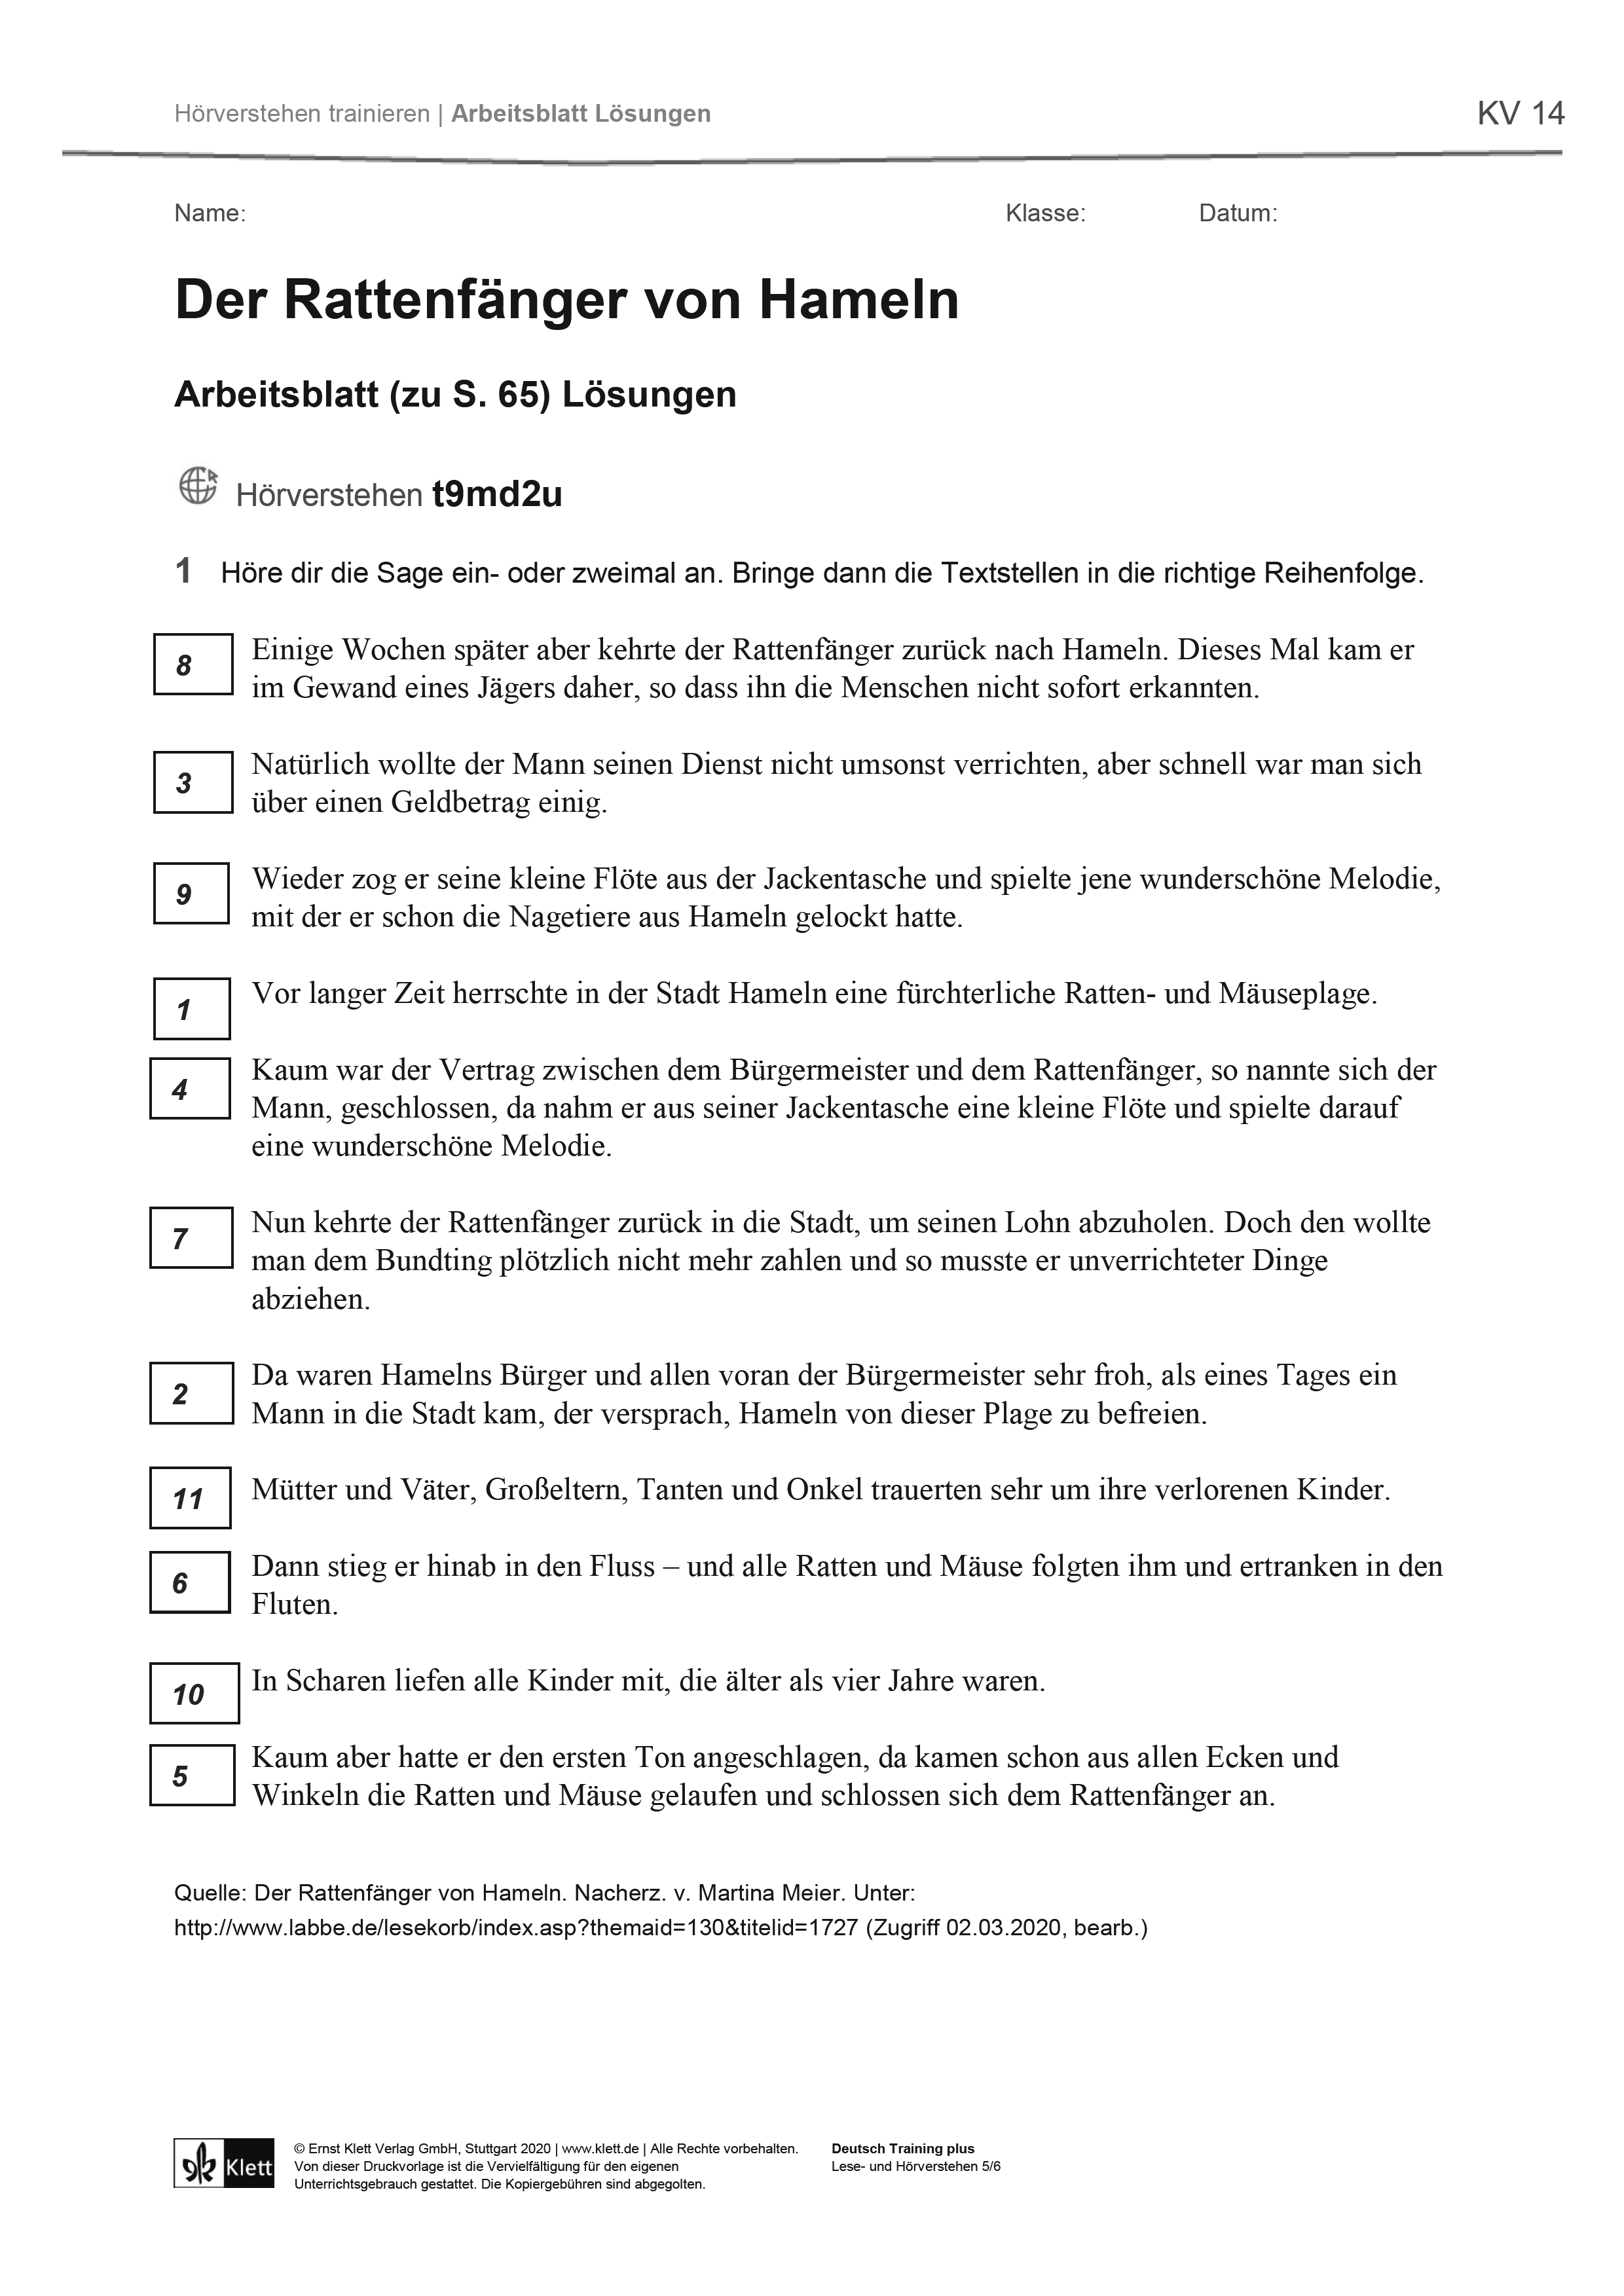 Hörverstehen trainieren | Arbeitsblatt Lösungen
KV 14
Name: Klasse: Datum:
Der Rattenfänger von Hameln
Arbeitsblatt (zu S. 65) Lösungen
Hörverstehen t9md2u
1 Höre dir die Sage ein- oder zweimal an. Bringe dann die Textstellen in die richtige Reihenfolge.
8 Einige Wochen später aber kehrte der Rattenfänger zurück nach Hameln. Dieses Mal kam er
im Gewand eines Jägers daher, so dass ihn die Menschen nicht sofort erkannten.
3 Natürlich wollte der Mann seinen Dienst nicht umsonst verrichten, aber schnell war man sich
über einen Geldbetrag einig.
9 Wieder zog er seine kleine Flöte aus der Jackentasche und spielte jene wunderschöne Melodie,
mit der er schon die Nagetiere aus Hameln gelockt hatte.
1 Vor langer Zeit herrschte in der Stadt Hameln eine fürchterliche Ratten- und Mäuseplage.
4 Kaum war der Vertrag zwischen dem Bürgermeister und dem Rattenfänger, so nannte sich der
Mann, geschlossen, da nahm er aus seiner Jackentasche eine kleine Flöte und spielte darauf
eine wunderschöne Melodie.
7 Nun kehrte der Rattenfänger zurück in die Stadt, um seinen Lohn abzuholen. Doch den wollte
man dem Bundting plötzlich nicht mehr zahlen und so musste er unverrichteter Dinge
abziehen.
2 Da waren Hamelns Bürger und allen voran der Bürgermeister sehr froh, als eines Tages ein
Mann in die Stadt kam, der versprach, Hameln von dieser Plage zu befreien.
11 Mütter und Väter, Großeltern, Tanten und Onkel trauerten sehr um ihre verlorenen Kinder.
6 Dann stieg er hinab in den Fluss – und alle Ratten und Mäuse folgten ihm und ertranken in den
Fluten.
10 In Scharen liefen alle Kinder mit, die älter als vier Jahre waren.
5 Kaum aber hatte er den ersten Ton angeschlagen, da kamen schon aus allen Ecken und
Winkeln die Ratten und Mäuse gelaufen und schlossen sich dem Rattenfänger an.
Quelle: Der Rattenfänger von Hameln. Nacherz. v. Martina Meier. Unter:
http://www.labbe.de/lesekorb/index.asp?themaid=130&titelid=1727 (Zugriff 02.03.2020, bearb.)
Klett
© Ernst Klett Verlag GmbH, Stuttgart 2020 | www.klett.de | Alle Rechte vorbehalten.
Von dieser Druckvorlage ist die Vervielfältigung für den eigenen
Unterrichtsgebrauch gestattet. Die Kopiergebühren sind abgegolten.
Deutsch Training plus
Lese- und Hörverstehen 5/6